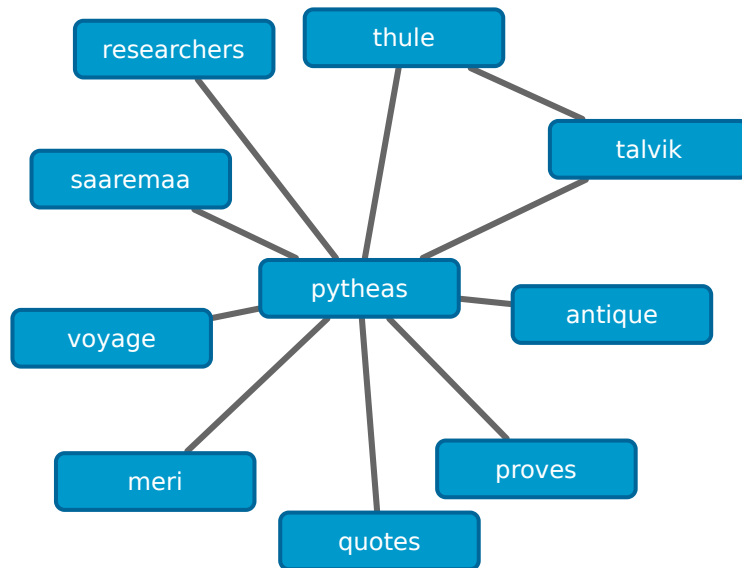 thule
researchers
talvik
saaremaa
pytheas
antique
voyage
proves
meri
quotes